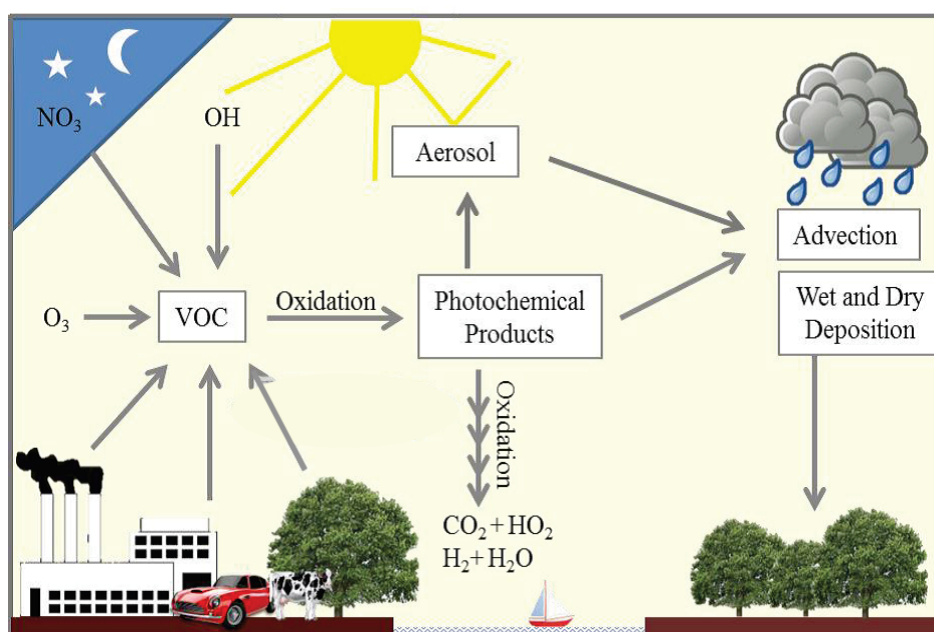 NO₃
OH
Aerosol
Advection
O₃
VOC
Oxidation
Photochemical
Products
Wet and Dry
Deposition
Oxidation
CO₂ + HO₂
H₂ + H₂O